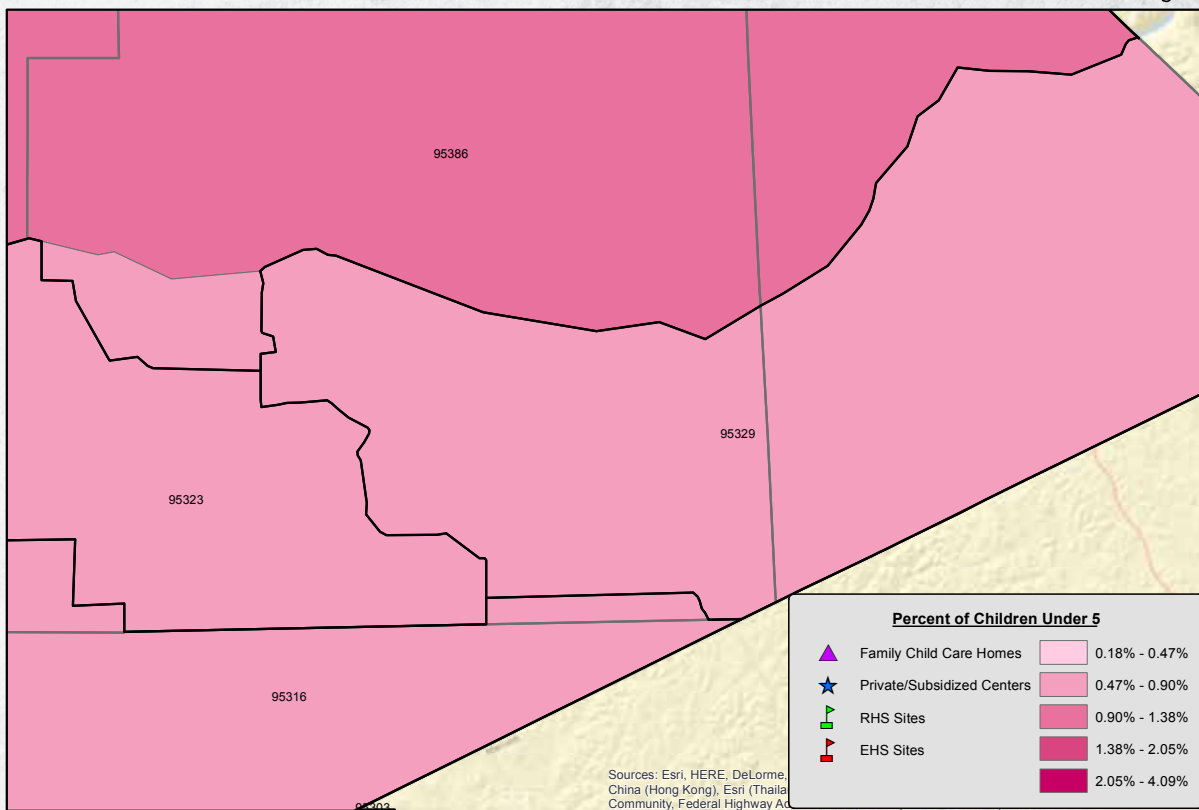 95386
95329
95323
95316
Percent of Children Under 5
Family Child Care Homes
Private/Subsidized Centers
RHS Sites
EHS Sites
0.18% - 0.47%
0.47% - 0.90%
0.90% - 1.38%
1.38% - 2.05%
2.05% - 4.09%
Sources: Esri, HERE, DeLorme,
China (Hong Kong), Esri (Thaila
Community, Federal Highway Ad